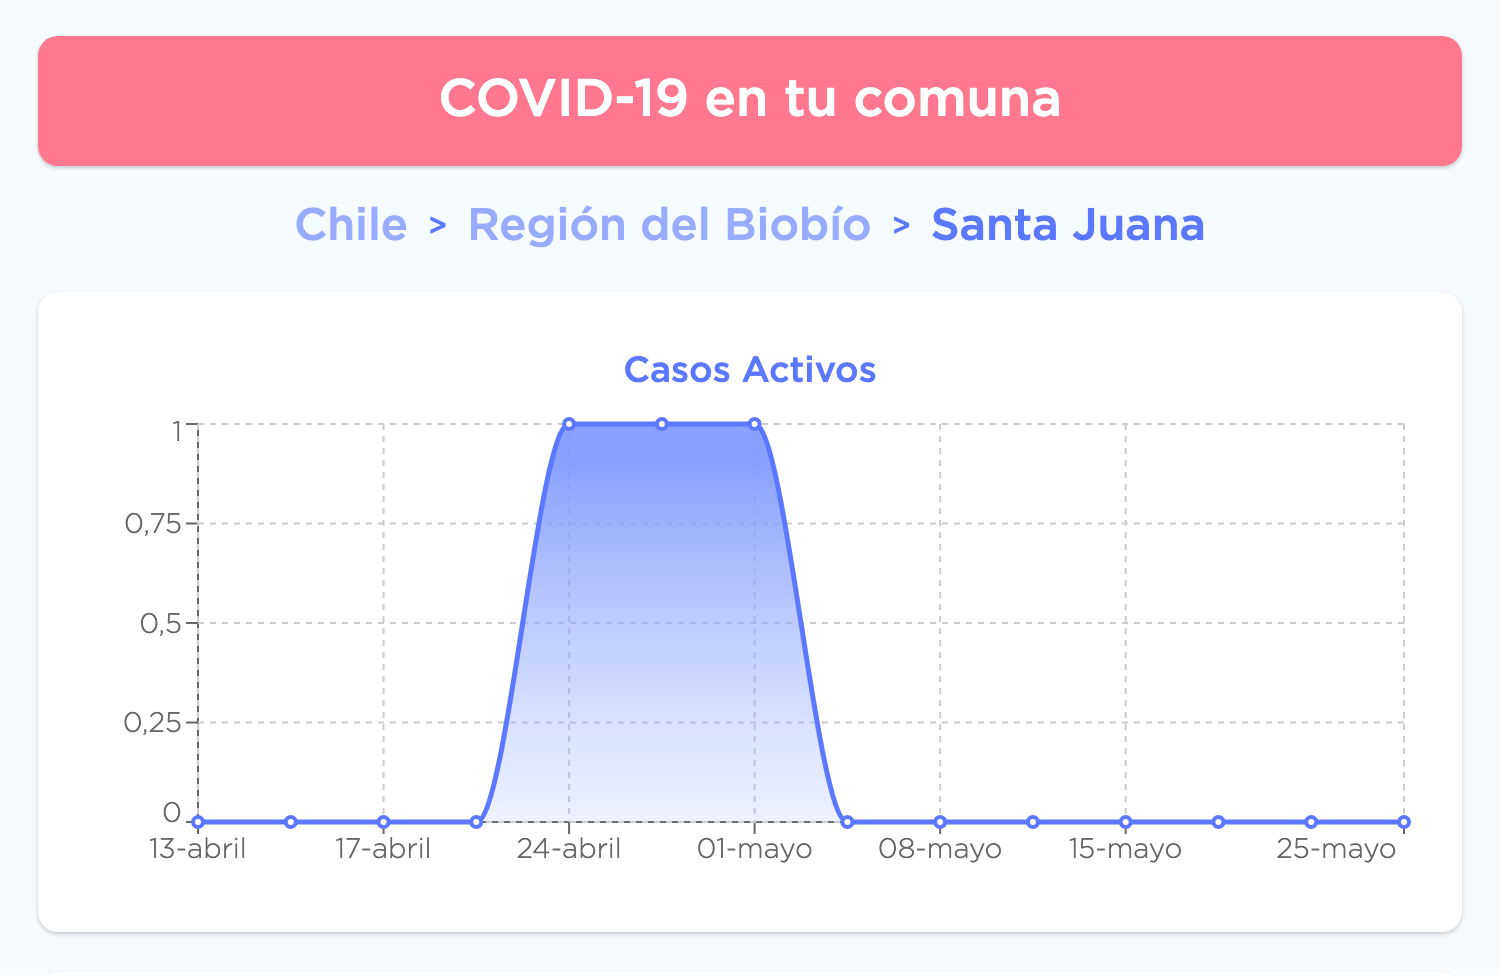 COVID-19 en tu comuna
Chile > Región del Biobío > Santa Juana
Casos Activos
1
0,75
0,5
0,25
0
13-abril 17-abril 24-abril 01-mayo 08-mayo 15-mayo 25-mayo